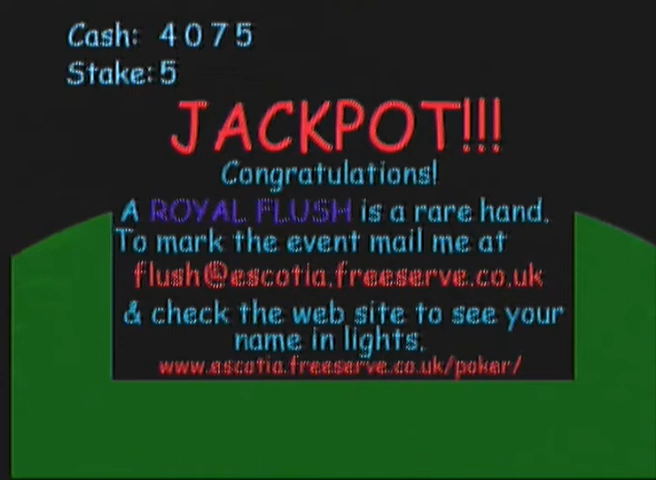 Cash: 4075
Stake:5
JACKPOT!!!
Congratulations!
A ROYAL FLUSH is a rare hand.
To mark the event mail me at
flush@escotia.freeserve.co.uk
& check the web site to see your
name in lights.
www.escotia.freeserve.co.uk/poker/